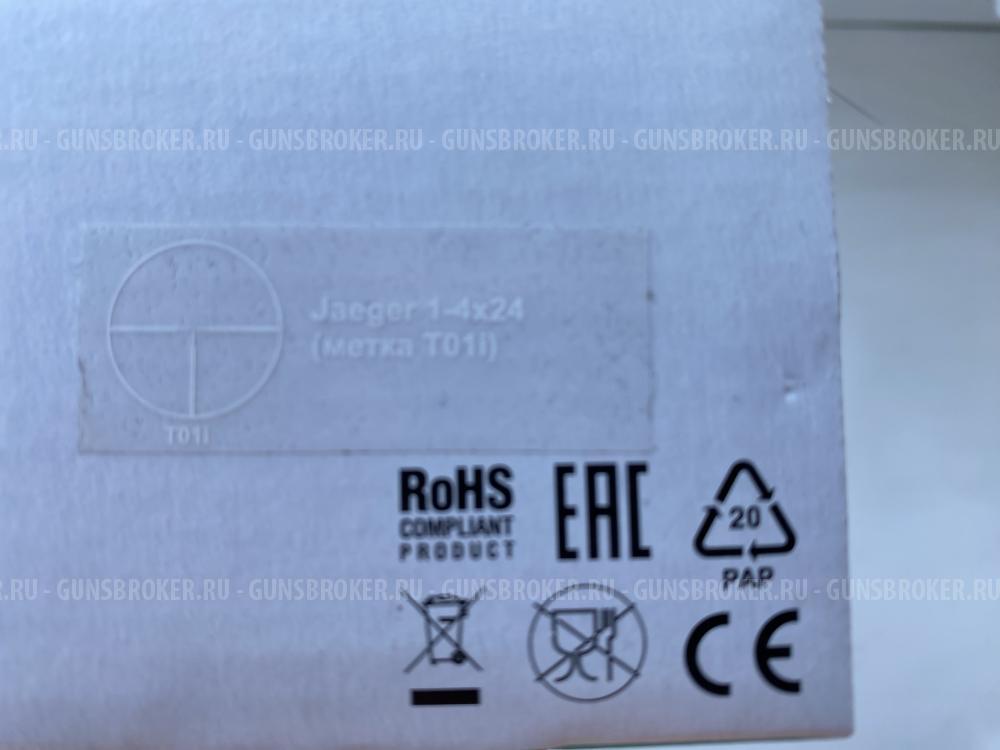 .RU - GUNSBROKER.RU - GUNSBROKER.RU - GUNSBROKER.RU - GUNSBROKER.RU - GUNSBROKER.RU
Jaeger 1-4x24
(метка T01i)
T01i
RoHS
COMPLIANT
PRODUCT
EAC
20
PAP
.RU - GUNSBROKER.RU - GUNSBROKER.RU - GUNSBROKER.RU - GUNSBROKER.RU - GUNSBROKER.RU
CE